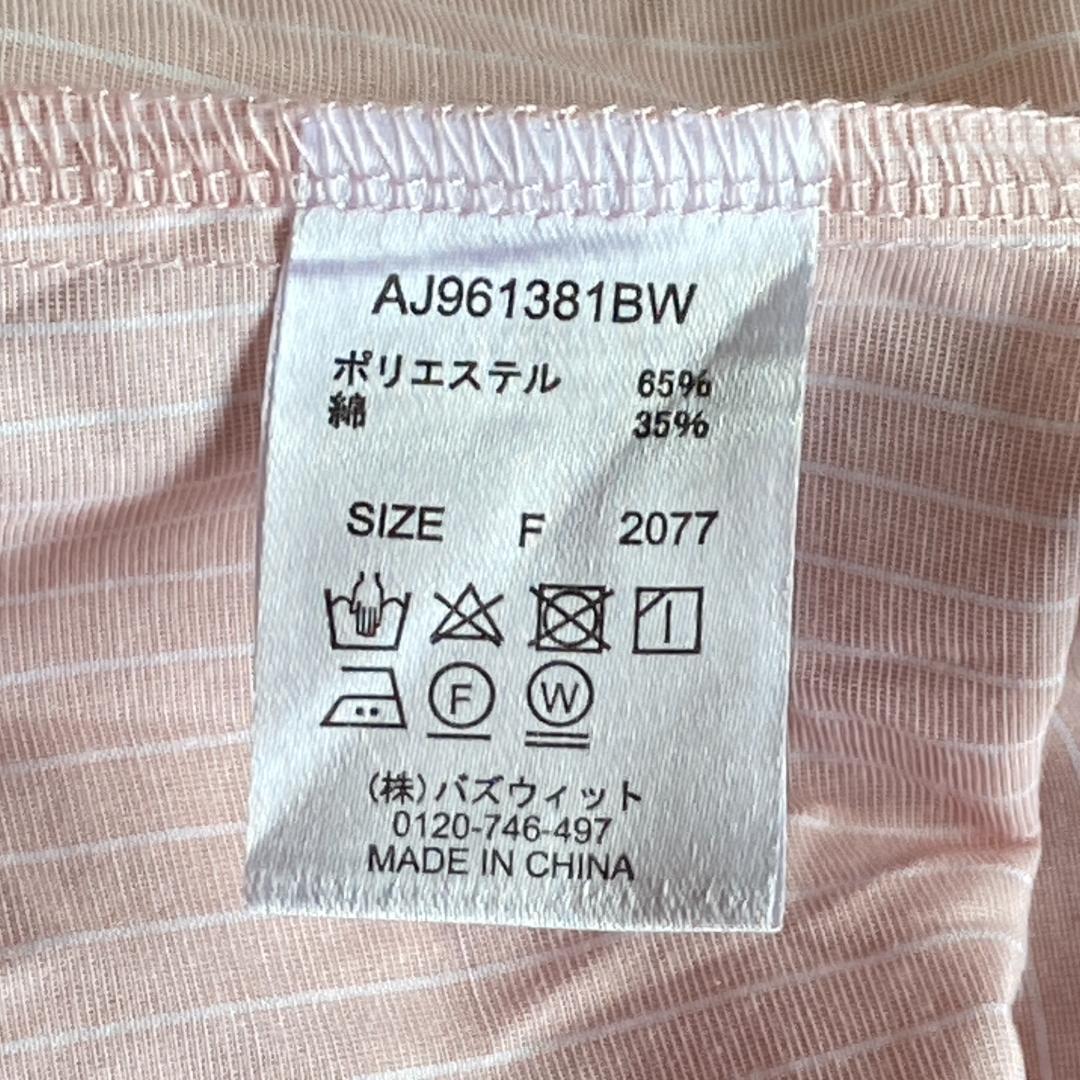 AJ961381BW
ポリエステル 65%
綿 35%
SIZE F 2077
F W
(株)バズウィット
0120-746-497
MADE IN CHINA